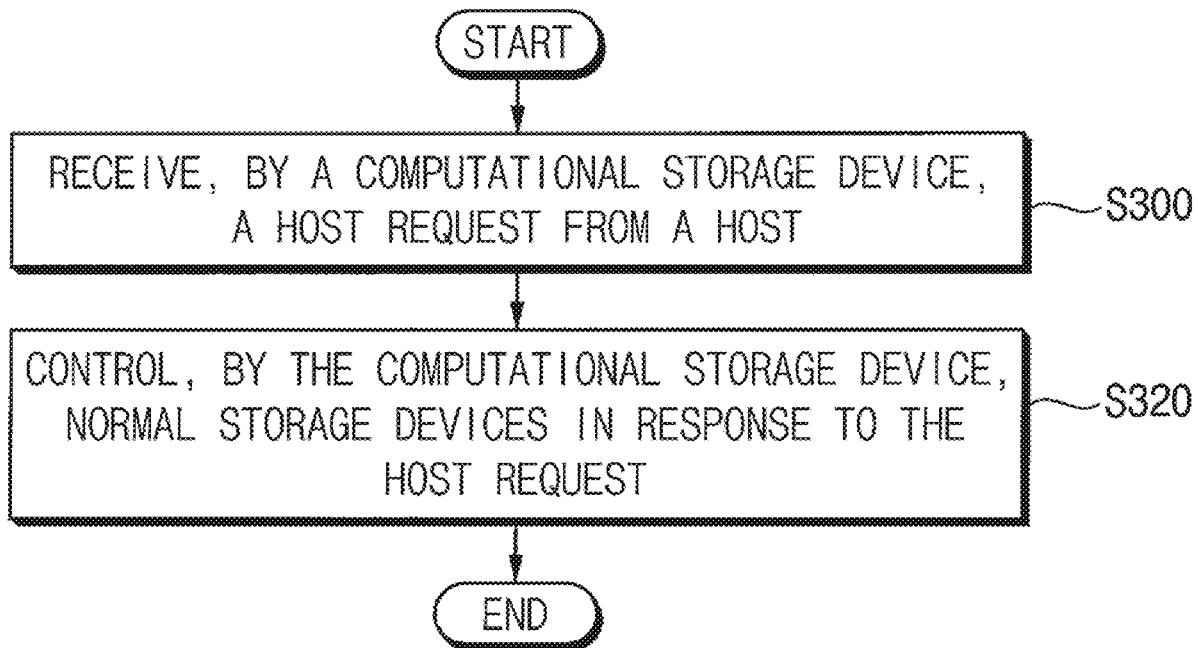 START
RECEIVE, BY A COMPUTATIONAL STORAGE DEVICE,
A HOST REQUEST FROM A HOST
S300
CONTROL, BY THE COMPUTATIONAL STORAGE DEVICE,
NORMAL STORAGE DEVICES IN RESPONSE TO THE
HOST REQUEST
S320
END